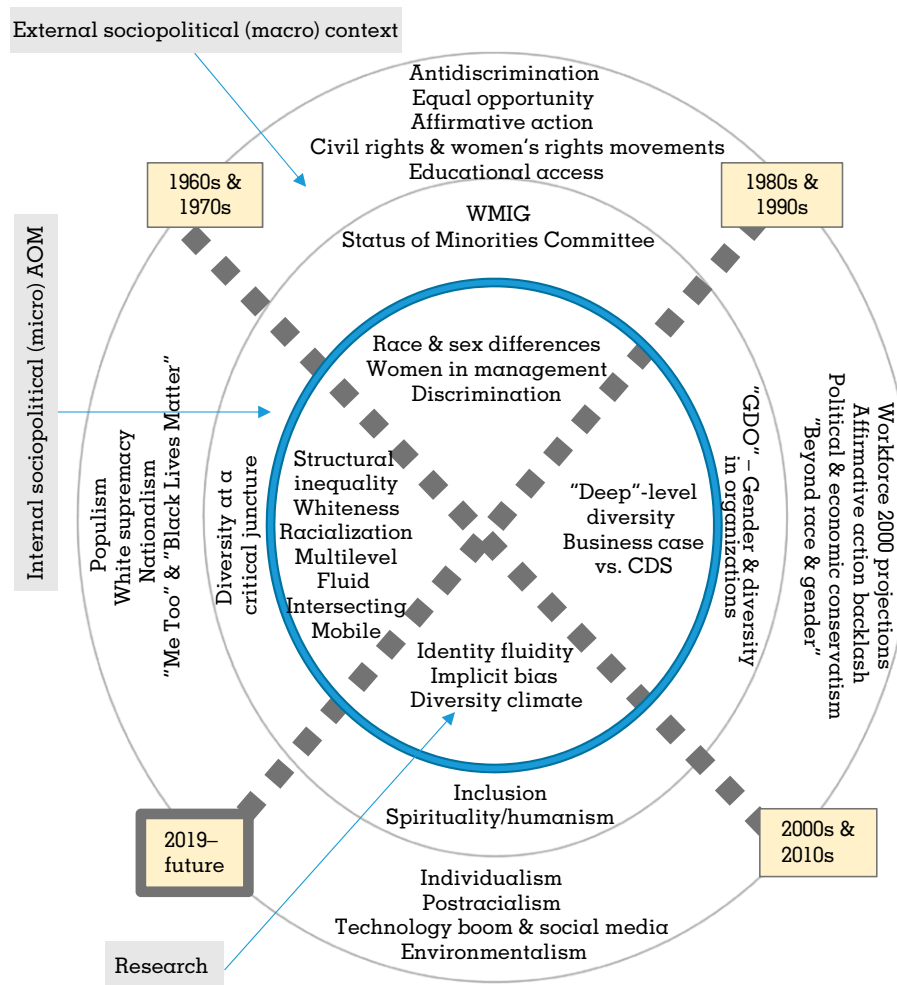 External sociopolitical (macro) context
Antidiscrimination
Equal opportunity
Affirmative action
Civil rights & women's rights movements
Educational access
1960s &
1970s
1980s &
1990s
WMIG
Status of Minorities Committee
Internal sociopolitical (micro) AOM
Race & sex differences
Women in management
Discrimination
Populism
White supremacy
Nationalism
"Me Too" & "Black Lives Matter"
Diversity at a
critical juncture
Structural
inequality
Whiteness
Racialization
Multilevel
Fluid
Intersecting
Mobile
"Deep"-level
diversity
Business case
vs. CDS
"GDO" – Gender & diversity
in organizations
Workforce 2000 projections
Affirmative action backlash
Political & economic conservatism
"Beyond race & gender"
Identity fluidity
Implicit bias
Diversity climate
Inclusion
Spirituality/humanism
2019–
future
2000s &
2010s
Individualism
Postracialism
Technology boom & social media
Environmentalism
Research